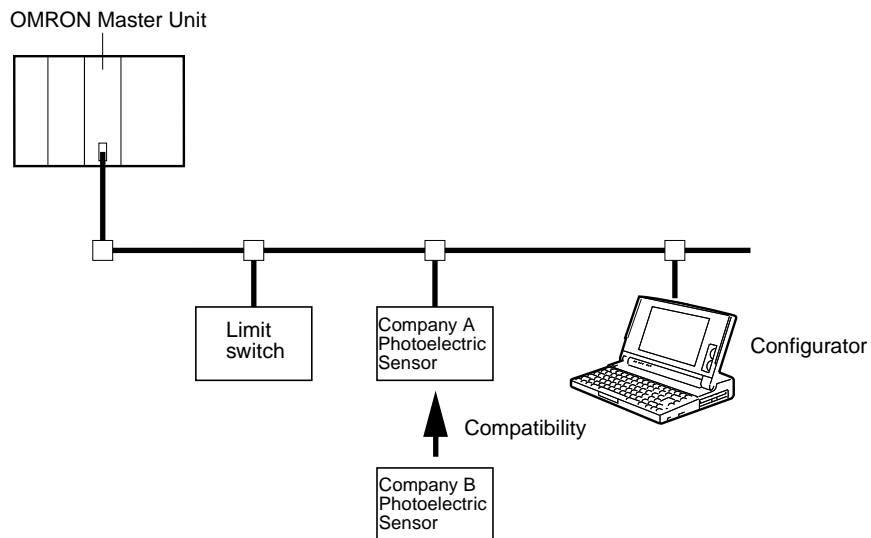 OMRON Master Unit
Limit
switch
Company A
Photoelectric
Sensor
Configurator
Compatibility
Company B
Photoelectric
Sensor